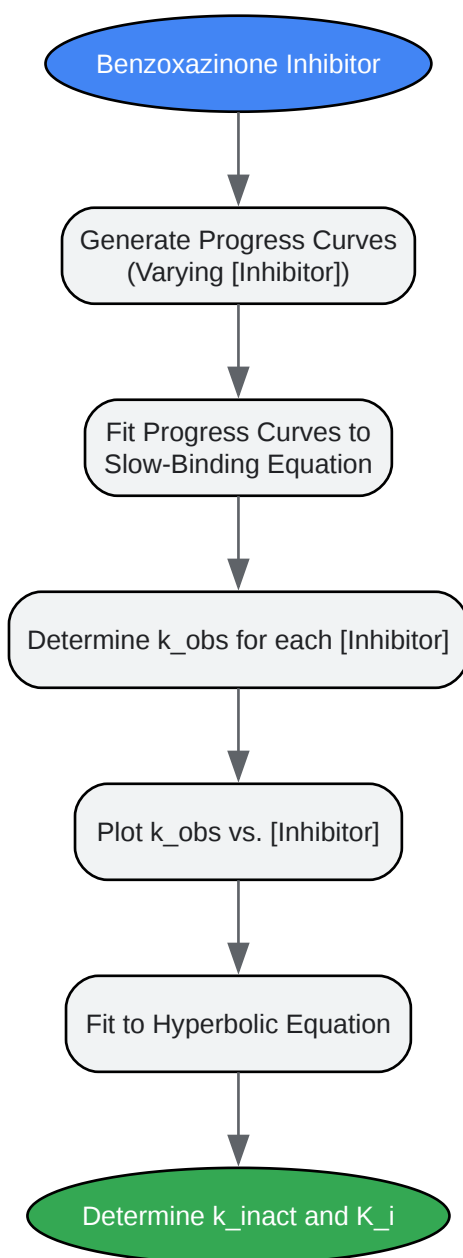 Benzoxazinone Inhibitor
Generate Progress Curves
(Varying [Inhibitor])
Fit Progress Curves to
Slow-Binding Equation
Determine k_obs for each [Inhibitor]
Plot k_obs vs. [Inhibitor]
Fit to Hyperbolic Equation
Determine k_inact and K_i